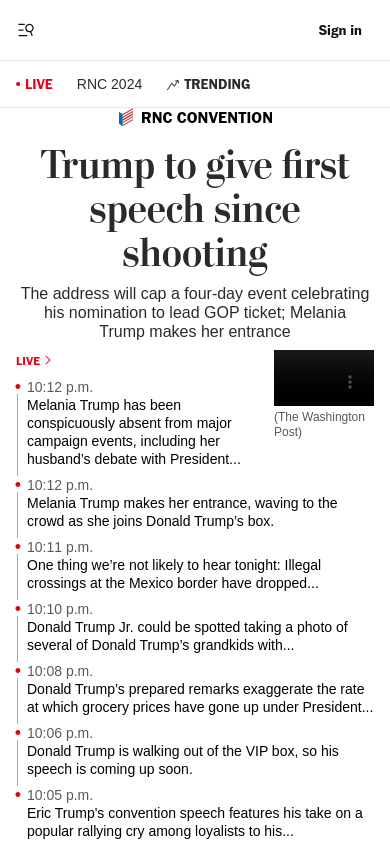 Sign in
LIVE
RNC 2024
TRENDING
RNC CONVENTION
Trump to give first
speech since
shooting
The address will cap a four-day event celebrating
his nomination to lead GOP ticket; Melania
Trump makes her entrance
LIVE
(The Washington
Post)
10:12 p.m.
Melania Trump has been
conspicuously absent from major
campaign events, including her
husband’s debate with President...
10:12 p.m.
Melania Trump makes her entrance, waving to the
crowd as she joins Donald Trump’s box.
10:11 p.m.
One thing we’re not likely to hear tonight: Illegal
crossings at the Mexico border have dropped...
10:10 p.m.
Donald Trump Jr. could be spotted taking a photo of
several of Donald Trump’s grandkids with...
10:08 p.m.
Donald Trump’s prepared remarks exaggerate the rate
at which grocery prices have gone up under President...
10:06 p.m.
Donald Trump is walking out of the VIP box, so his
speech is coming up soon.
10:05 p.m.
Eric Trump's convention speech features his take on a
popular rallying cry among loyalists to his...